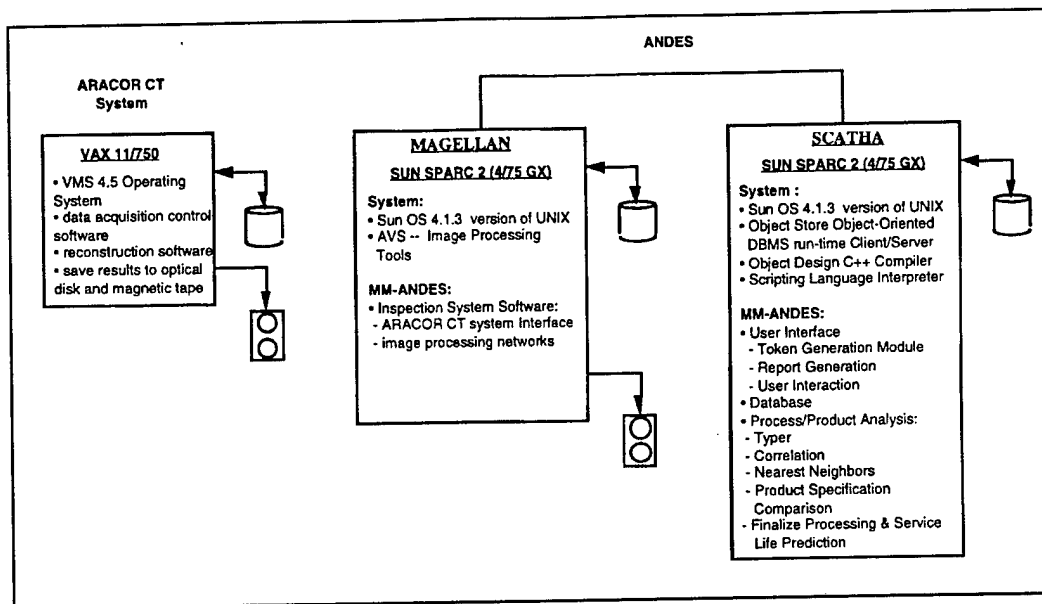 ANDES
ARACOR CT
System
VAX 11/750
• VMS 4.5 Operating
System
• data acquisition control
software
• reconstruction software
• save results to optical
disk and magnetic tape
MAGELLAN
SUN SPARC 2 (4/75 GX)
System:
• Sun OS 4.1.3 version of UNIX
• AVS -- Image Processing
Tools
MM-ANDES:
• Inspection System Software:
- ARACOR CT system Interface
- image processing networks
SCATHA
SUN SPARC 2 (4/75 GX)
System :
• Sun OS 4.1.3 version of UNIX
• Object Store Object-Oriented
DBMS run-time Client/Server
• Object Design C++ Compiler
• Scripting Language Interpreter
MM-ANDES:
• User Interface
- Token Generation Module
- Report Generation
- User Interaction
• Database
• Process/Product Analysis:
- Typer
- Correlation
- Nearest Neighbors
- Product Specification
Comparison
- Finalize Processing & Service
Life Prediction